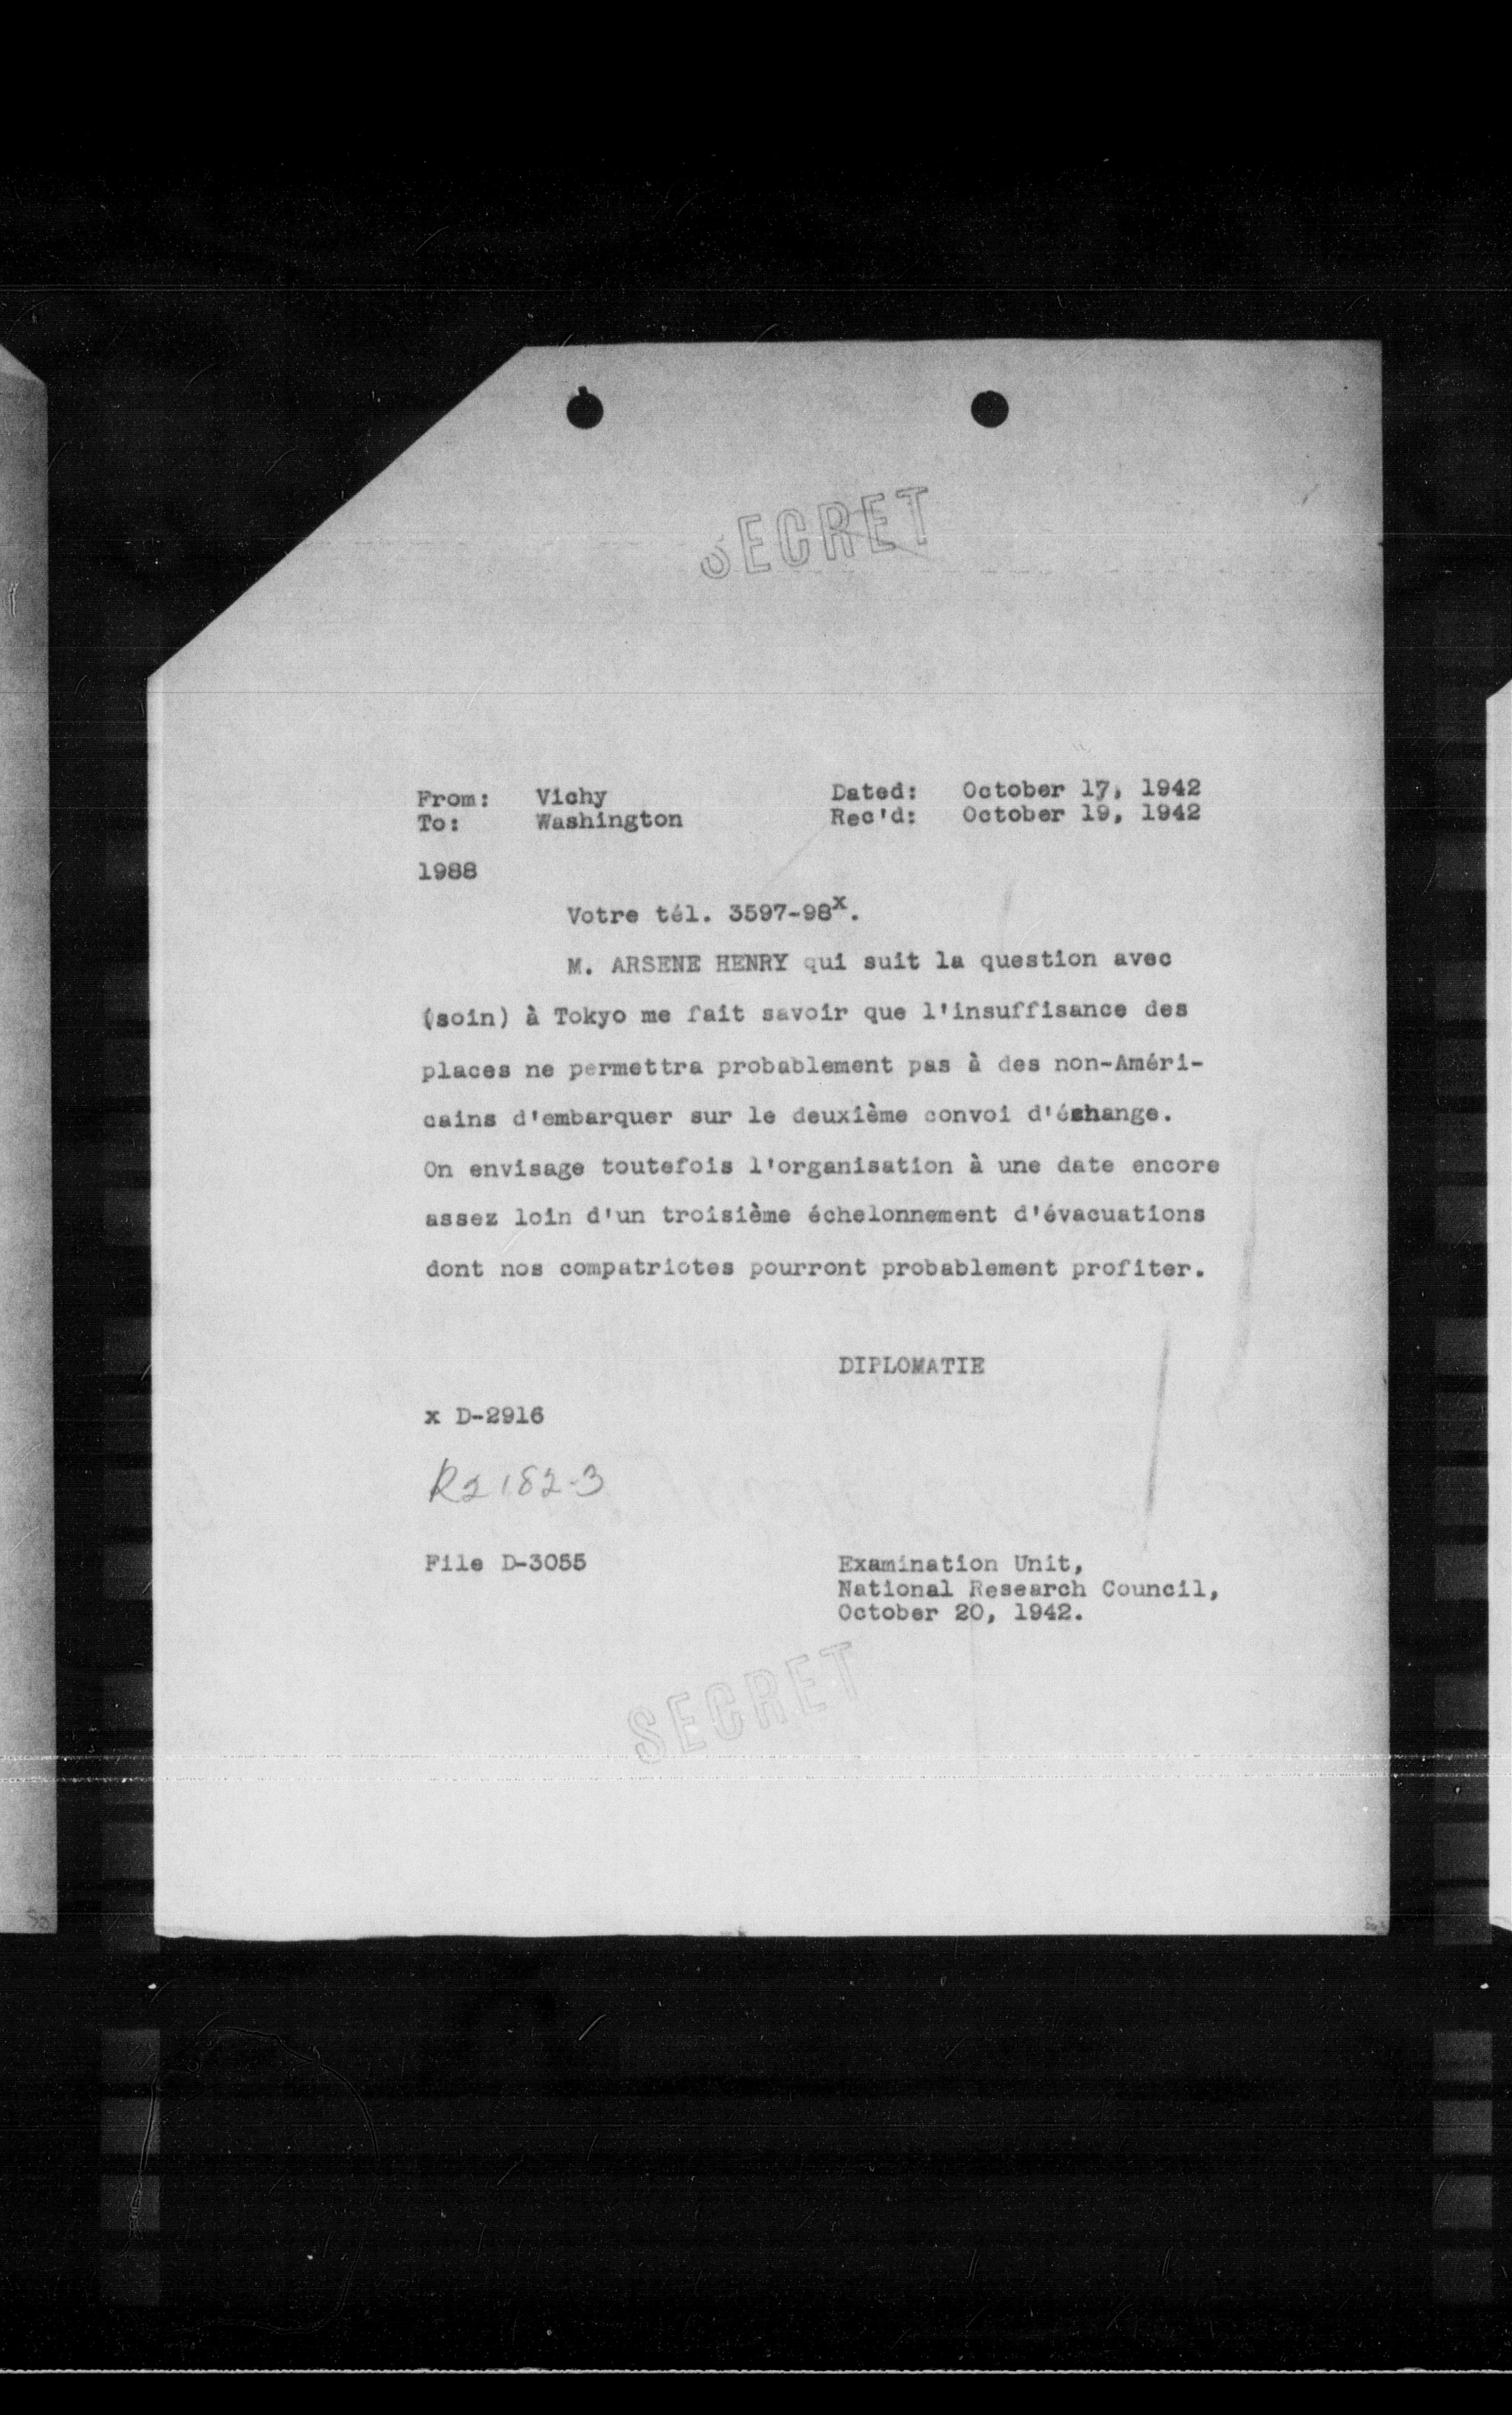 SECRET
From: Vichy Dated: October 17, 1942
To: Washington Rec'd: October 19, 1942
1988
Votre tél. 3597-98x.
M. ARSENE HENRY qui suit la question avec
(soin) à Tokyo me fait savoir que l'insuffisance des
places ne permettra probablement pas à des non-Améri-
cains d'embarquer sur le deuxième convoi d'échange.
On envisage toutefois l'organisation à une date encore
assez loin d'un troisième échelonnement d'évacuations
dont nos compatriotes pourront probablement profiter.
DIPLOMATIE
x D-2916
R2182-3
File D-3055 Examination Unit,
National Research Council,
October 20, 1942.
SECRET